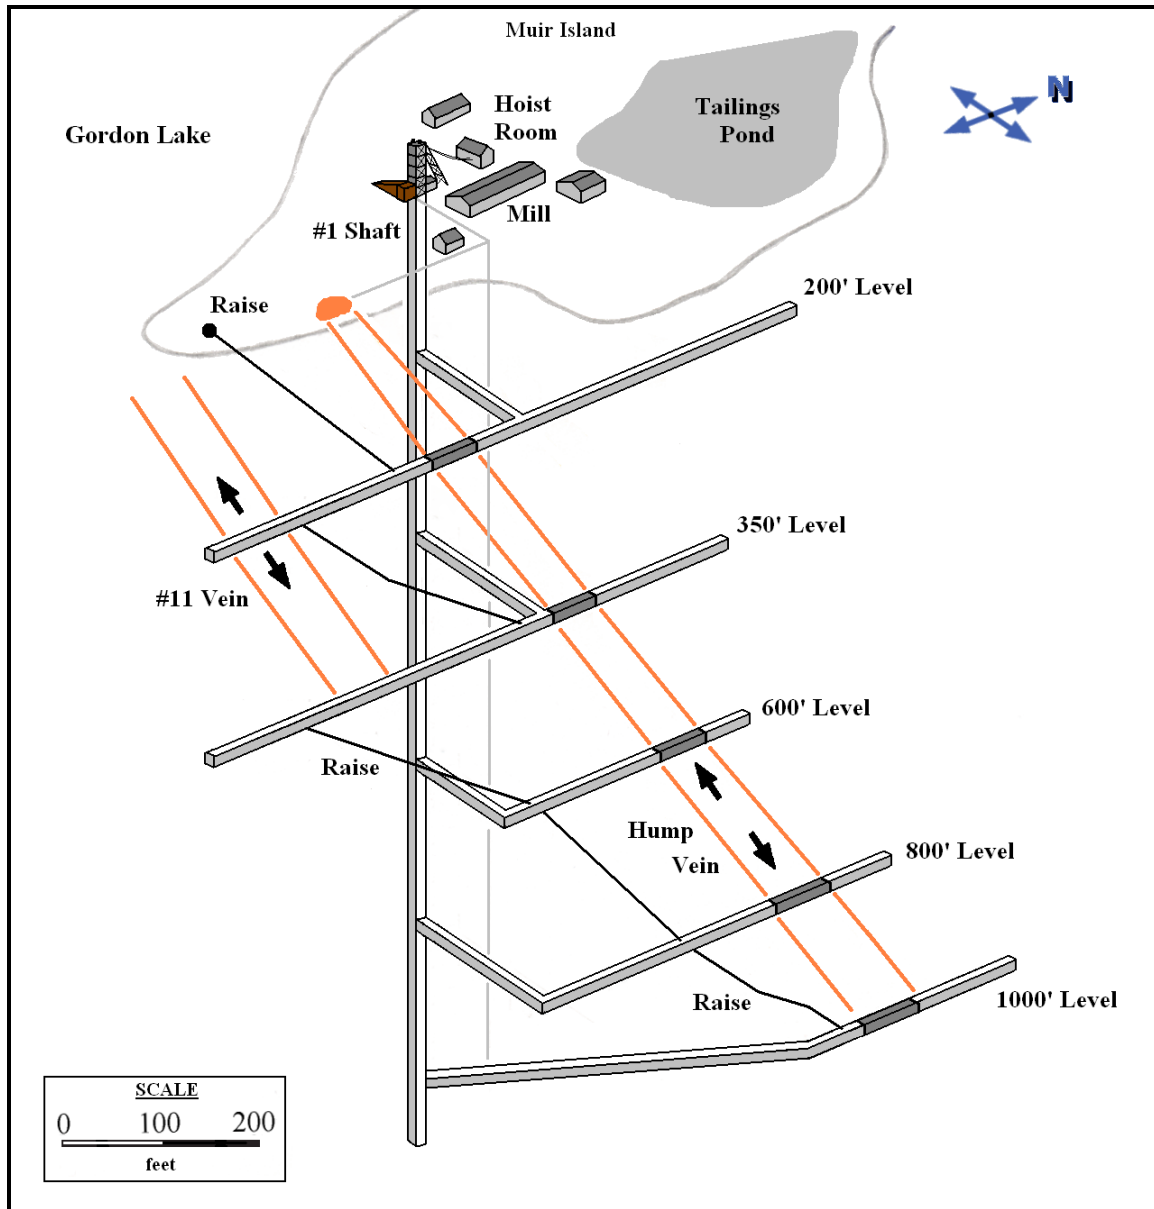 Muir Island
N
Hoist
Room
Tailings
Pond
Gordon Lake
Mill
#1 Shaft
Raise
200' Level
350' Level
#11 Vein
600' Level
Raise
Hump
Vein
800' Level
Raise
1000' Level
SCALE
0 100 200
feet